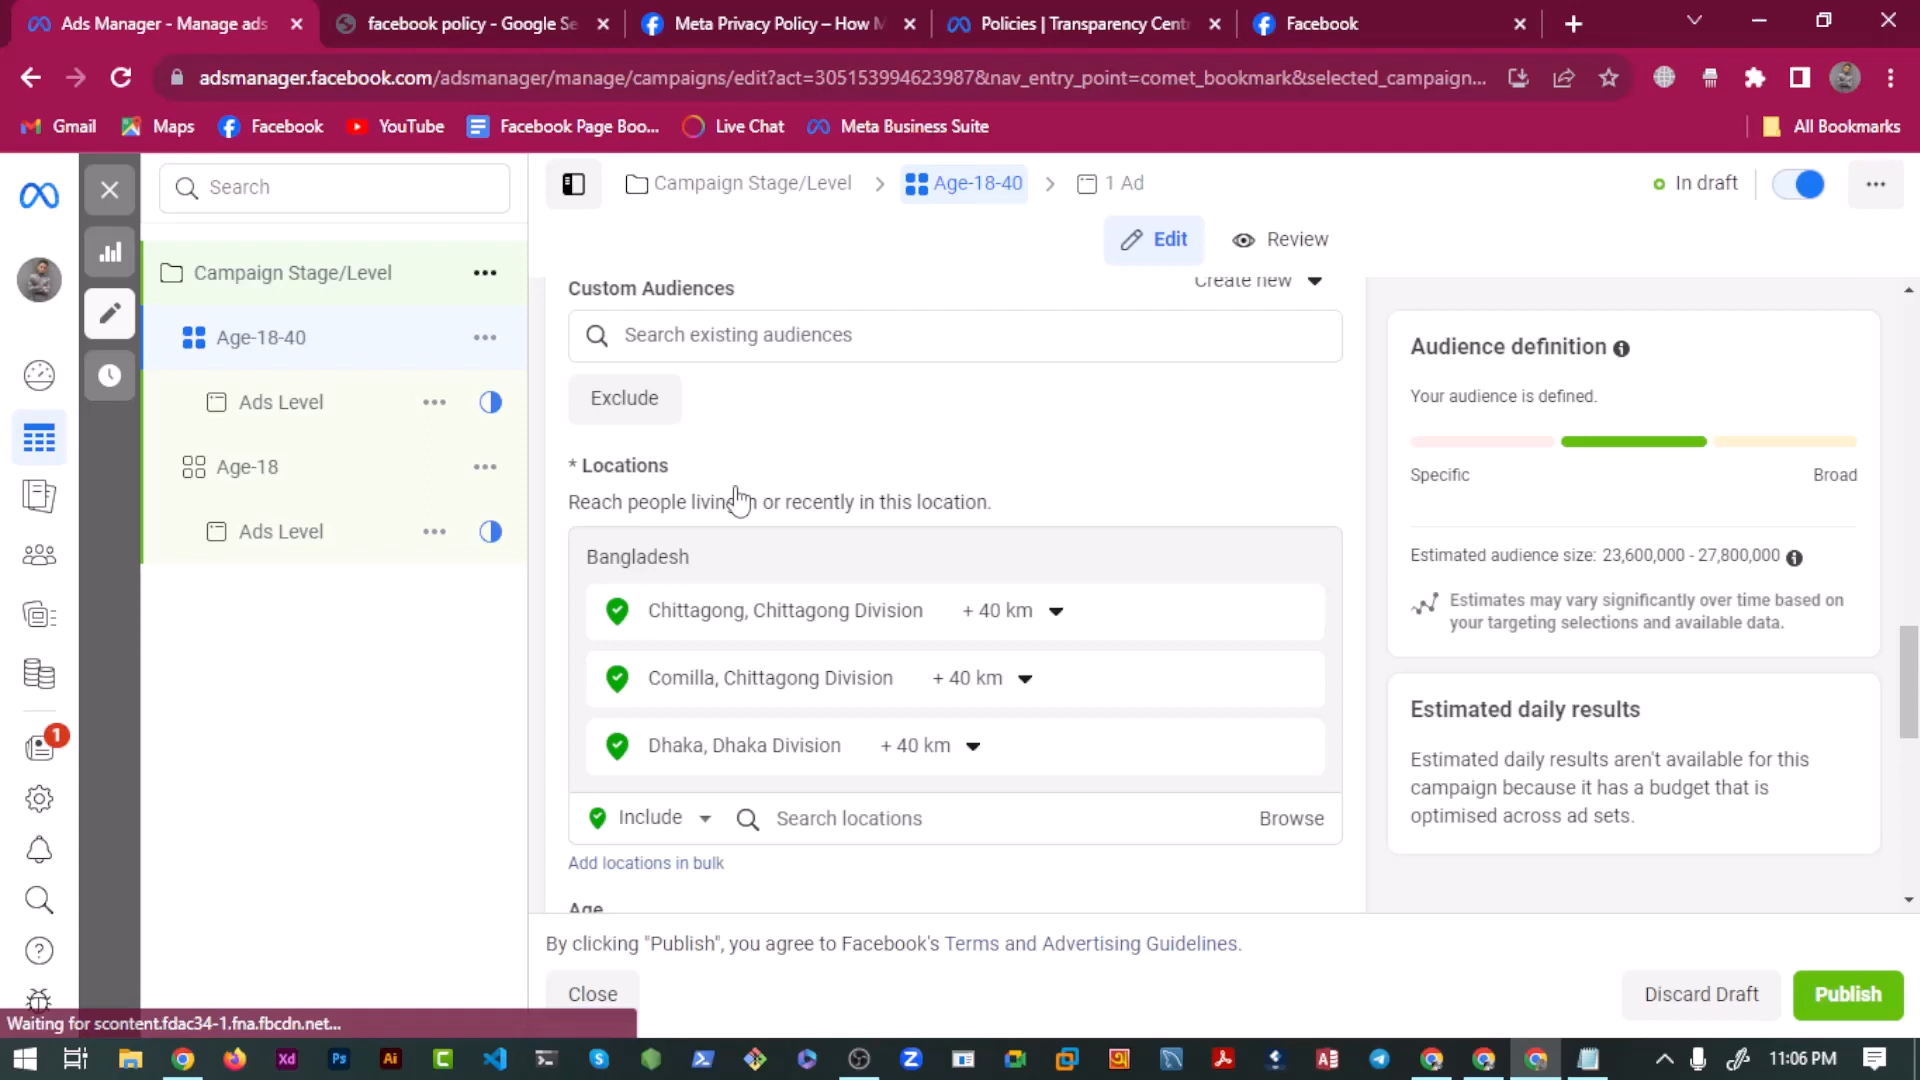 Ads Manager - Manage ads
facebook policy - Google Se
Meta Privacy Policy – How M
Policies | Transparency Cent
Facebook
adsmanager.facebook.com/adsmanager/manage/campaigns/edit?act=305153994623987&nav_entry_point=comet_bookmark&selected_campaign...
Gmail
Maps
Facebook
YouTube
Facebook Page Boo...
Live Chat
Meta Business Suite
All Bookmarks
Search
Campaign Stage/Level
Age-18-40
1 Ad
In draft
Edit
Review
Campaign Stage/Level
Age-18-40
Ads Level
Age-18
Ads Level
Custom Audiences
Create new
Search existing audiences
Exclude
* Locations
Reach people living in or recently in this location.
Bangladesh
Chittagong, Chittagong Division + 40 km
Comilla, Chittagong Division + 40 km
Dhaka, Dhaka Division + 40 km
Include
Search locations
Browse
Add locations in bulk
Age
Audience definition
Your audience is defined.
Specific
Broad
Estimated audience size: 23,600,000 - 27,800,000
Estimates may vary significantly over time based on
your targeting selections and available data.
Estimated daily results
Estimated daily results aren't available for this
campaign because it has a budget that is
optimised across ad sets.
By clicking "Publish", you agree to Facebook's Terms and Advertising Guidelines.
Close
Discard Draft
Publish
1
Waiting for scontent.fdac34-1.fna.fbcdn.net...
Xd
Ps
Ai
C
S
Z
11:06 PM